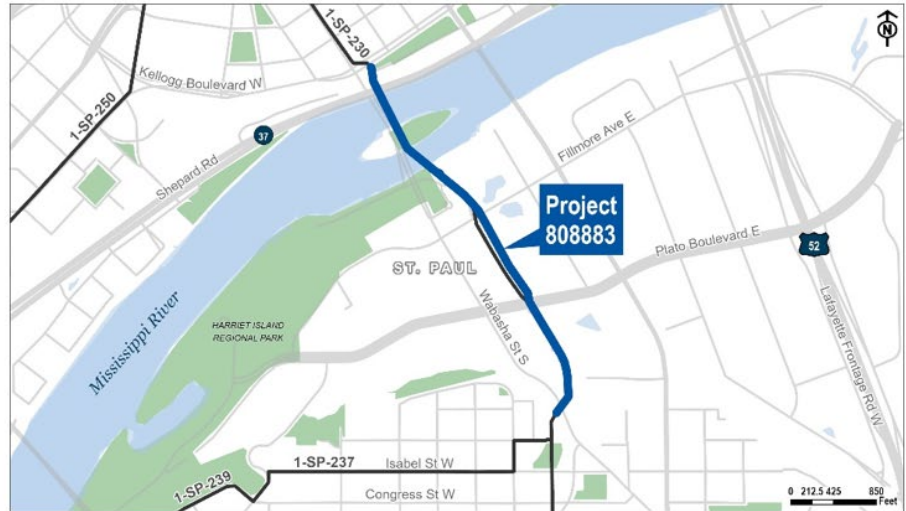 1-SP-230
N
Kellogg Boulevard W
1-SP-250
37
Shepard Rd
Fillmore Ave E
Project
808883
Plato Boulevard E
52
ST. PAUL
Wabasha St S
Lafayette Frontage Rd W
Mississippi River
HARRIET ISLAND
REGIONAL PARK
1-SP-237
Isabel St W
1-SP-239
Congress St W
0 212.5 425 850
Feet